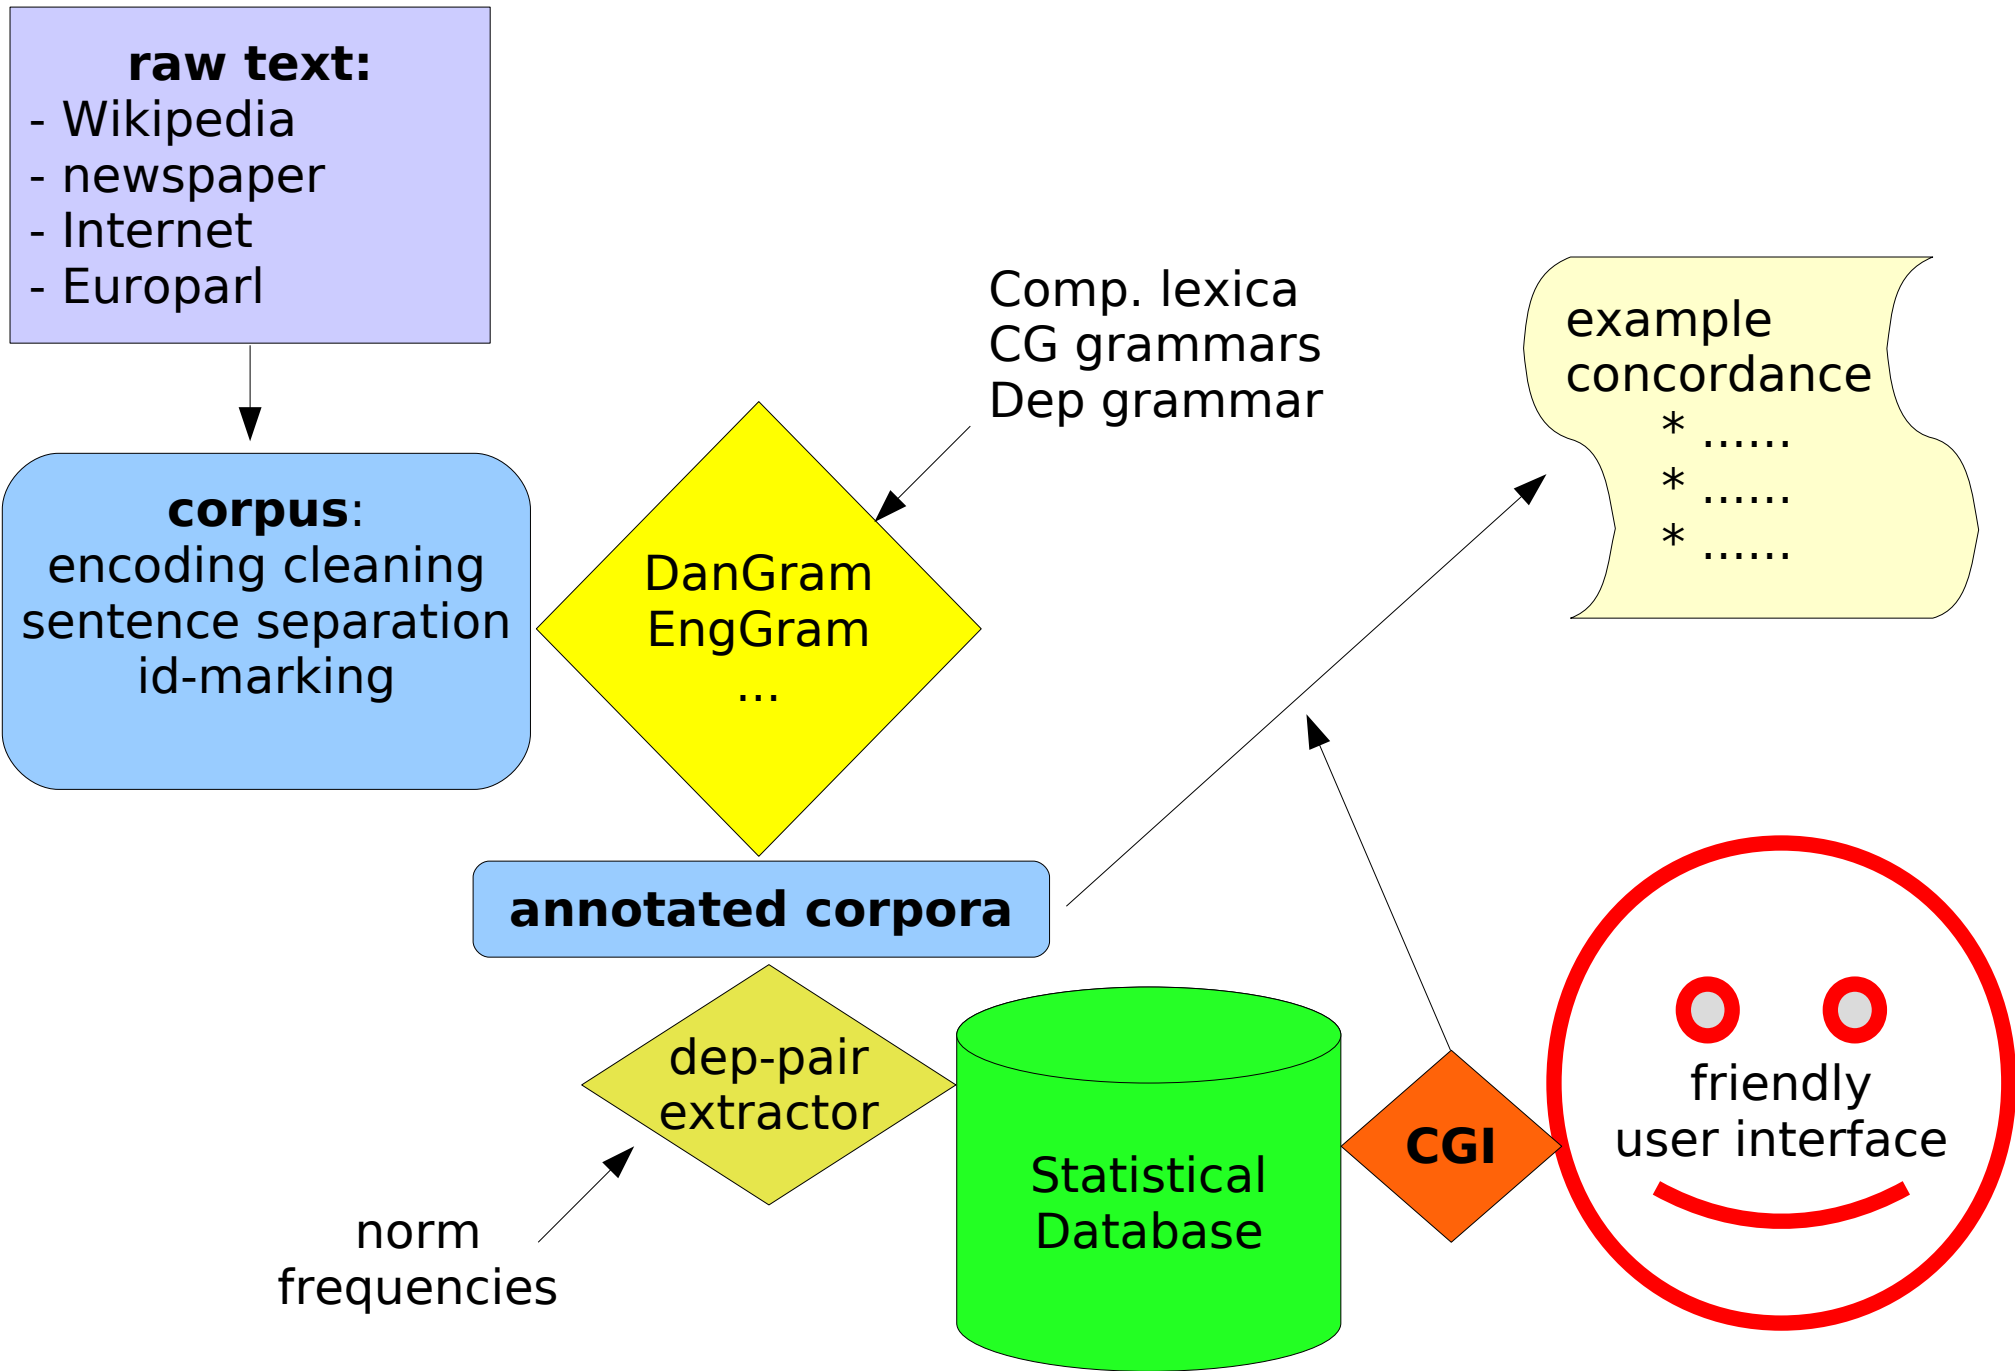 raw text:
- Wikipedia
- newspaper
- Internet
- Europarl
corpus:
encoding cleaning
sentence separation
id-marking
Comp. lexica
CG grammars
Dep grammar
DanGram
EngGram
...
example
concordance
* ......
* ......
* ......
annotated corpora
dep-pair
extractor
norm
frequencies
Statistical
Database
CGI
friendly
user interface